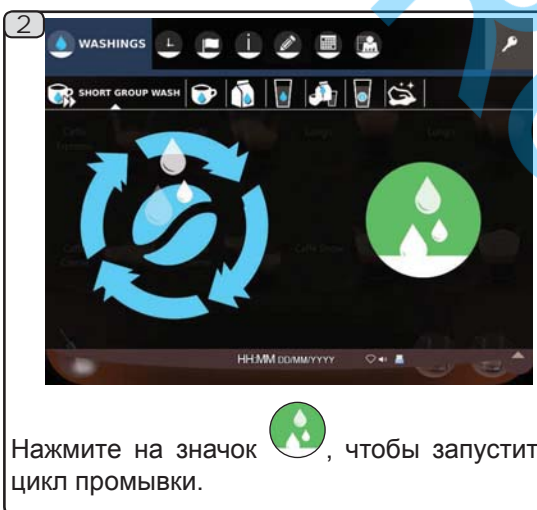 2
WASHINGS
SHORT GROUP WASH
HH:MM DD/MM/YYYY
Нажмите на значок , чтобы запустит
цикл промывки.